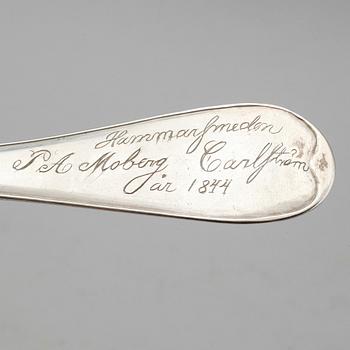 Hammarsmeden
P A Moberg Carlström
år 1844